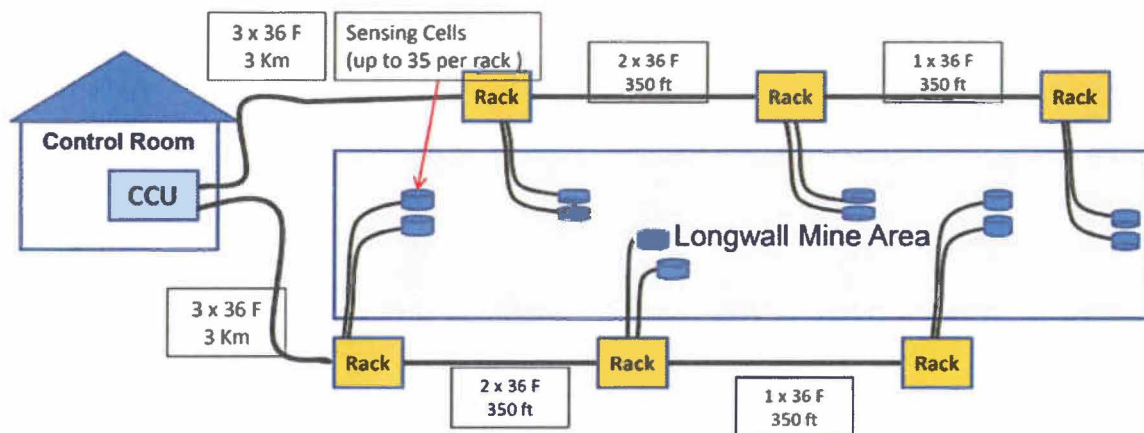 3 x 36 F
3 Km
Sensing Cells
(up to 35 per rack )
2 x 36 F
350 ft
1 x 36 F
350 ft
Rack
Rack
Rack
Control Room
CCU
Longwall Mine Area
3 x 36 F
3 Km
Rack
Rack
Rack
2 x 36 F
350 ft
1 x 36 F
350 ft